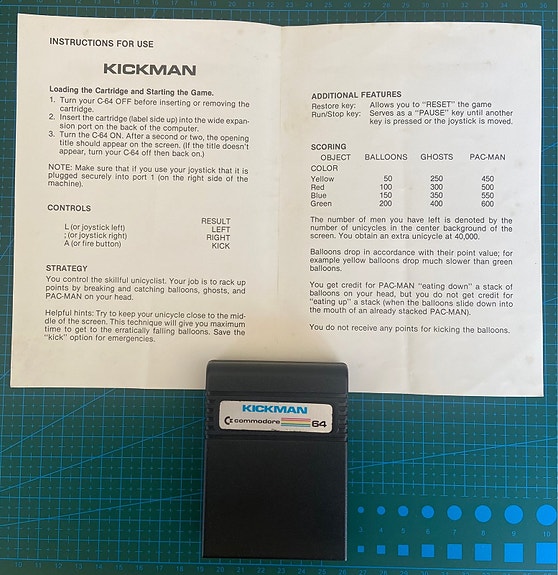 INSTRUCTIONS FOR USE
KICKMAN
Loading the Cartridge and Starting the Game.
1. Turn your C-64 OFF before inserting or removing the
cartridge.
2. Insert the cartridge (label side up) into the wide expan-
sion port on the back of the computer.
3. Turn the C-64 ON. After a second or two, the opening
title should appear on the screen. (If the title doesn't
appear, turn your C-64 off then back on.)
NOTE: Make sure that if you use your joystick that it is
plugged securely into port 1 (on the right side of the
machine).
CONTROLS
RESULT
L (or joystick left) LEFT
; (or joystick right) RIGHT
A (or fire button) KICK
STRATEGY
You control the skillful unicyclist. Your job is to rack up
points by breaking and catching balloons, ghosts, and
PAC-MAN on your head.
Helpful hints: Try to keep your unicycle close to the mid-
dle of the screen. This technique will give you maximum
time to get to the erratically falling balloons. Save the
"kick" option for emergencies.
ADDITIONAL FEATURES
Restore key: Allows you to "RESET" the game
Run/Stop key: Serves as a "PAUSE" key until another
key is pressed or the joystick is moved.
SCORING
OBJECT BALLOONS GHOSTS PAC-MAN
COLOR
Yellow 50 250 450
Red 100 300 500
Blue 150 350 550
Green 200 400 600
The number of men you have left is denoted by the
number of unicycles in the center background of the
screen. You obtain an extra unicycle at 40,000.
Balloons drop in accordance with their point value; for
example yellow balloons drop much slower than green
balloons.
You get credit for PAC-MAN "eating down" a stack of
balloons on your head, but you do not get credit for
"eating up" a stack (when the balloons slide down into
the mouth of an already stacked PAC-MAN).
You do not receive any points for kicking the balloons.
KICKMAN
commodore 64
3 4 5 6 7 8 9 10